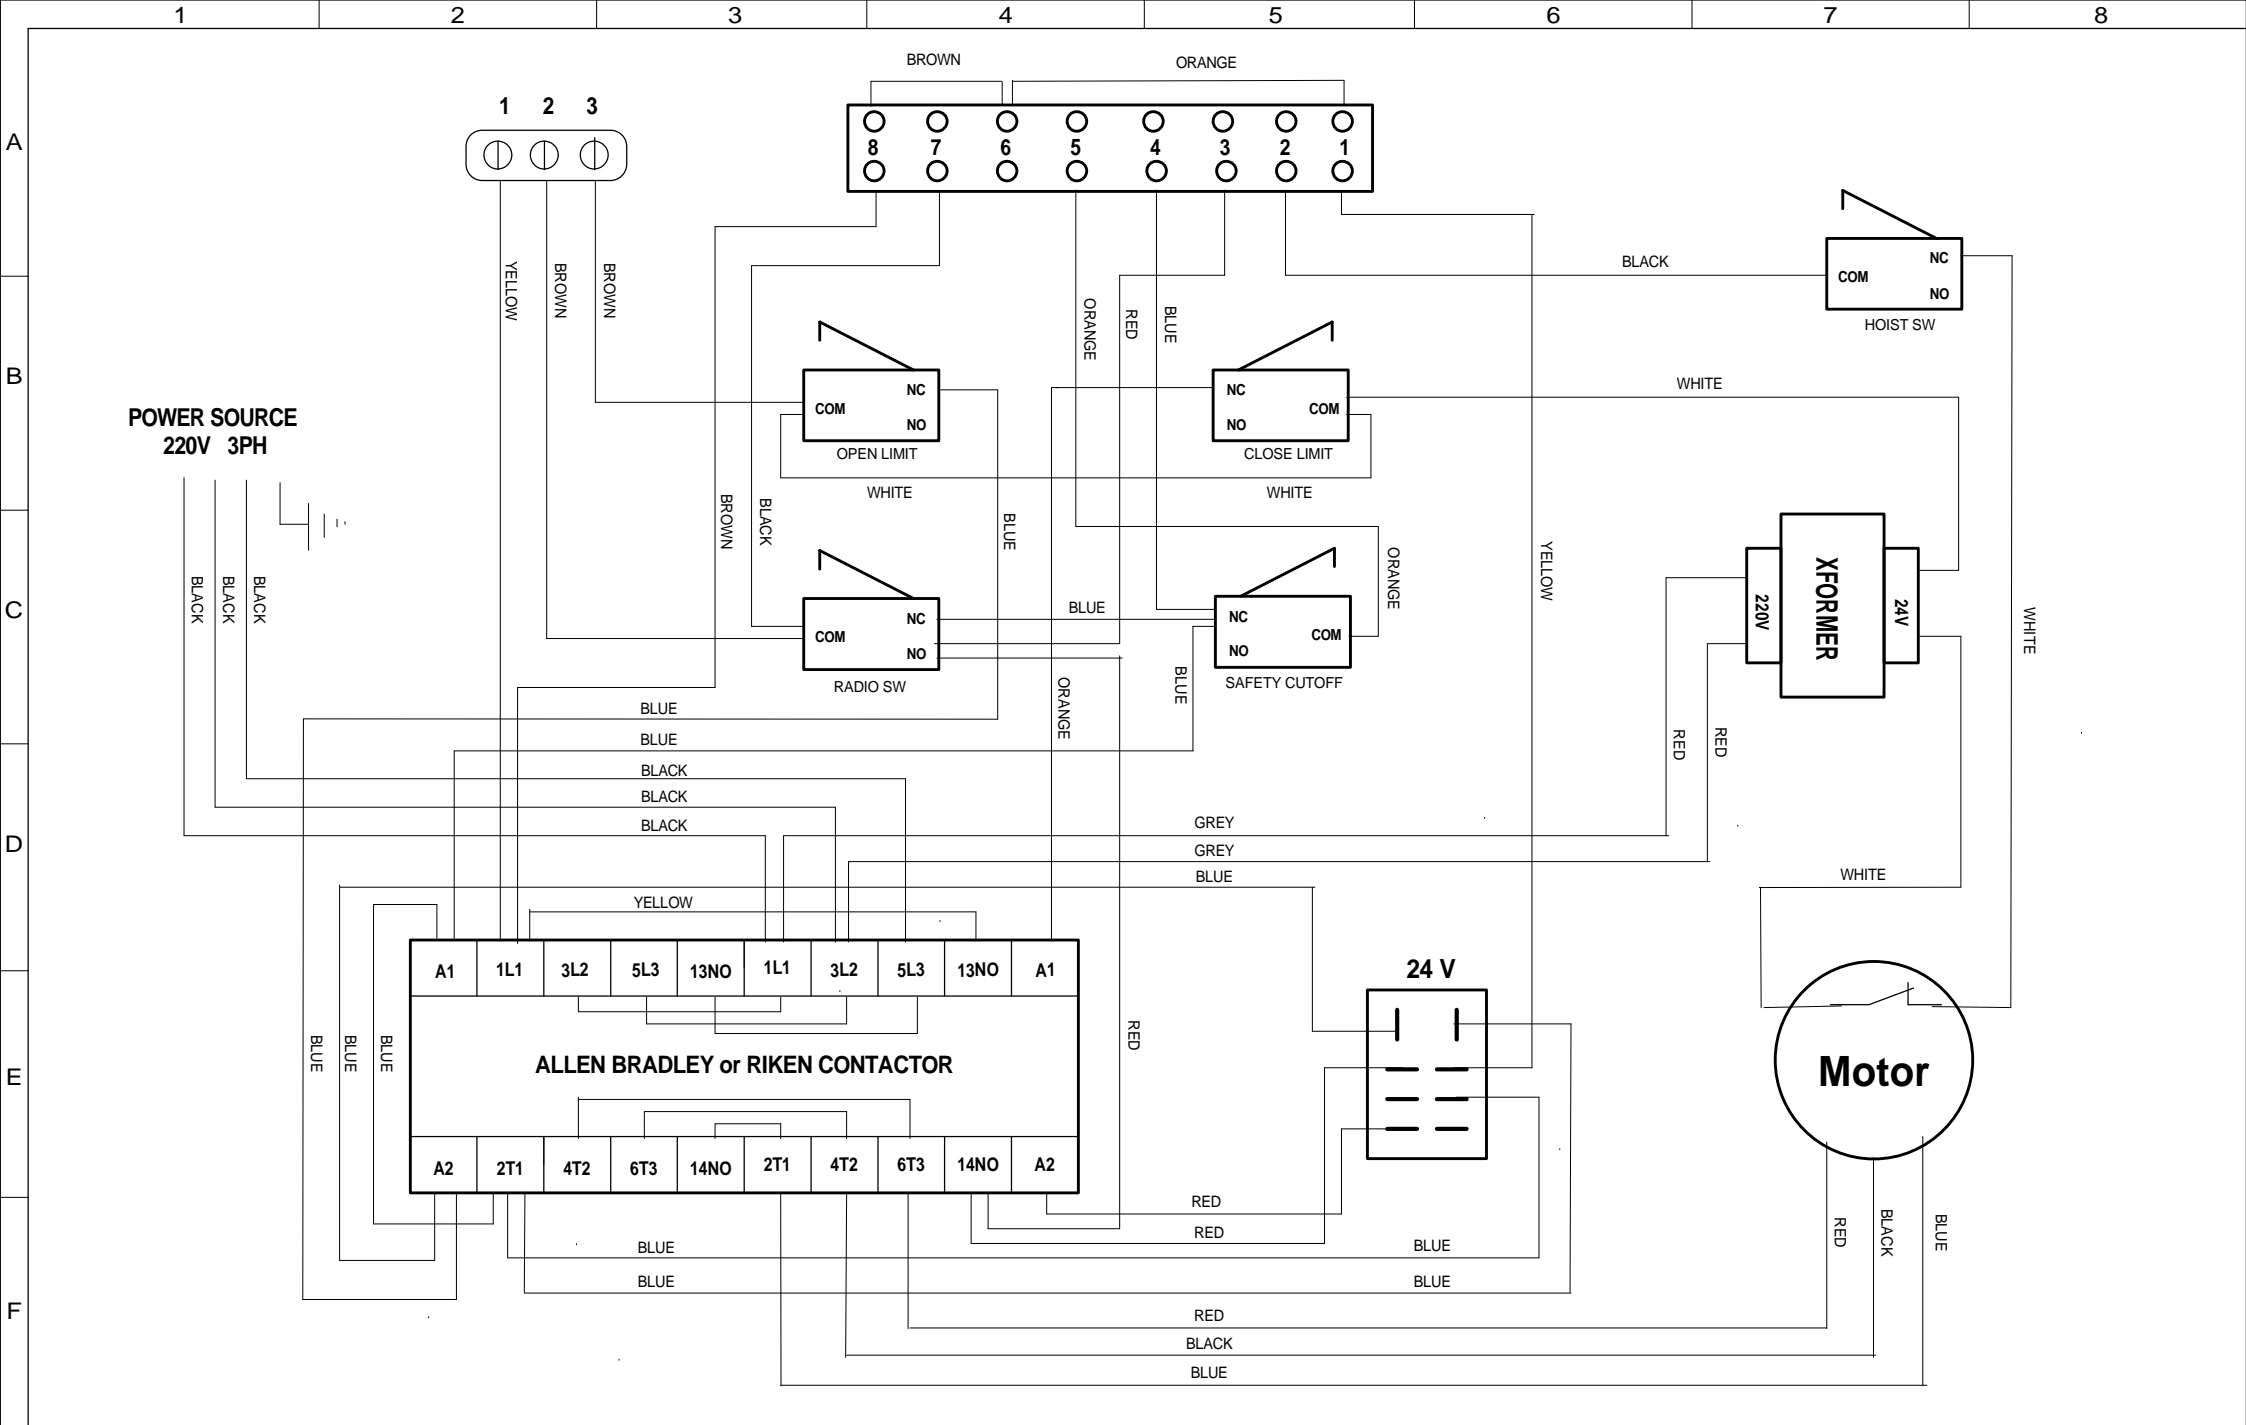 1 2 3 4 5 6 7 8
BROWN ORANGE
1 2 3
A
8 7 6 5 4 3 2 1
YELLOW BROWN BROWN
BLACK
COM NC NO
HOIST SW
ORANGE RED BLUE
B
COM NC NO
OPEN LIMIT
NC NO COM
CLOSE LIMIT
WHITE
POWER SOURCE
220V 3PH
WHITE WHITE
BROWN BLACK BLUE
ORANGE YELLOW
C
BLACK BLACK BLACK
COM NC NO
RADIO SW
BLUE
NC NO COM
SAFETY CUTOFF
220V XFORMER 24V
WHITE
BLUE
ORANGE
BLUE
BLUE
RED RED
BLACK
BLACK
BLACK
D
GREY
GREY
BLUE
WHITE
YELLOW
A1 1L1 3L2 5L3 13NO 1L1 3L2 5L3 13NO A1
24 V
BLUE BLUE BLUE
RED
E
ALLEN BRADLEY or RIKEN CONTACTOR
Motor
A2 2T1 4T2 6T3 14NO 2T1 4T2 6T3 14NO A2
RED
RED
RED BLACK BLUE
BLUE BLUE
BLUE BLUE
F
RED
BLACK
BLUE